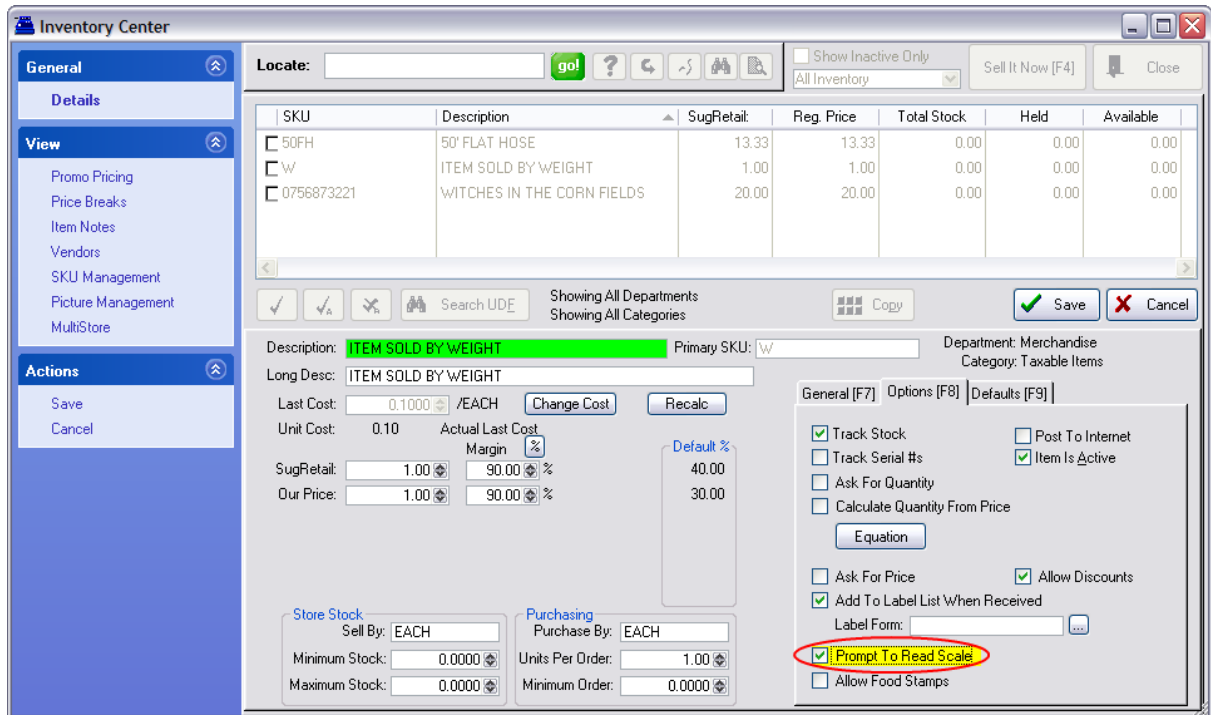 Inventory Center
General
Details
View
Promo Pricing
Price Breaks
Item Notes
Vendors
SKU Management
Picture Management
MultiStore
Actions
Save
Cancel
Locate: go! ? Show Inactive Only
All Inventory
Sell It Now [F4] Close
SKU Description SugRetail: Reg. Price Total Stock Held Available
50FH 50' FLAT HOSE 13.33 13.33 0.00 0.00 0.00
W ITEM SOLD BY WEIGHT 1.00 1.00 0.00 0.00 0.00
0756873221 WITCHES IN THE CORN FIELDS 20.00 20.00 0.00 0.00 0.00
Search UDF Showing All Departments
Showing All Categories
Copy Save Cancel
Description: ITEM SOLD BY WEIGHT Primary SKU: W
Department: Merchandise
Category: Taxable Items
Long Desc: ITEM SOLD BY WEIGHT
Last Cost: 0.1000 /EACH Change Cost Recalc
Unit Cost: 0.10 Actual Last Cost
Margin % Default %
SugRetail: 1.00 90.00 % 40.00
Our Price: 1.00 90.00 % 30.00
Store Stock
Sell By: EACH
Minimum Stock: 0.0000
Maximum Stock: 0.0000
Purchasing
Purchase By: EACH
Units Per Order: 1.00
Minimum Order: 0.0000
General [F7] Options [F8] Defaults [F9]
Track Stock Post To Internet
Track Serial #s Item Is Active
Ask For Quantity
Calculate Quantity From Price
Equation
Ask For Price Allow Discounts
Add To Label List When Received
Label Form: ...
Prompt To Read Scale
Allow Food Stamps